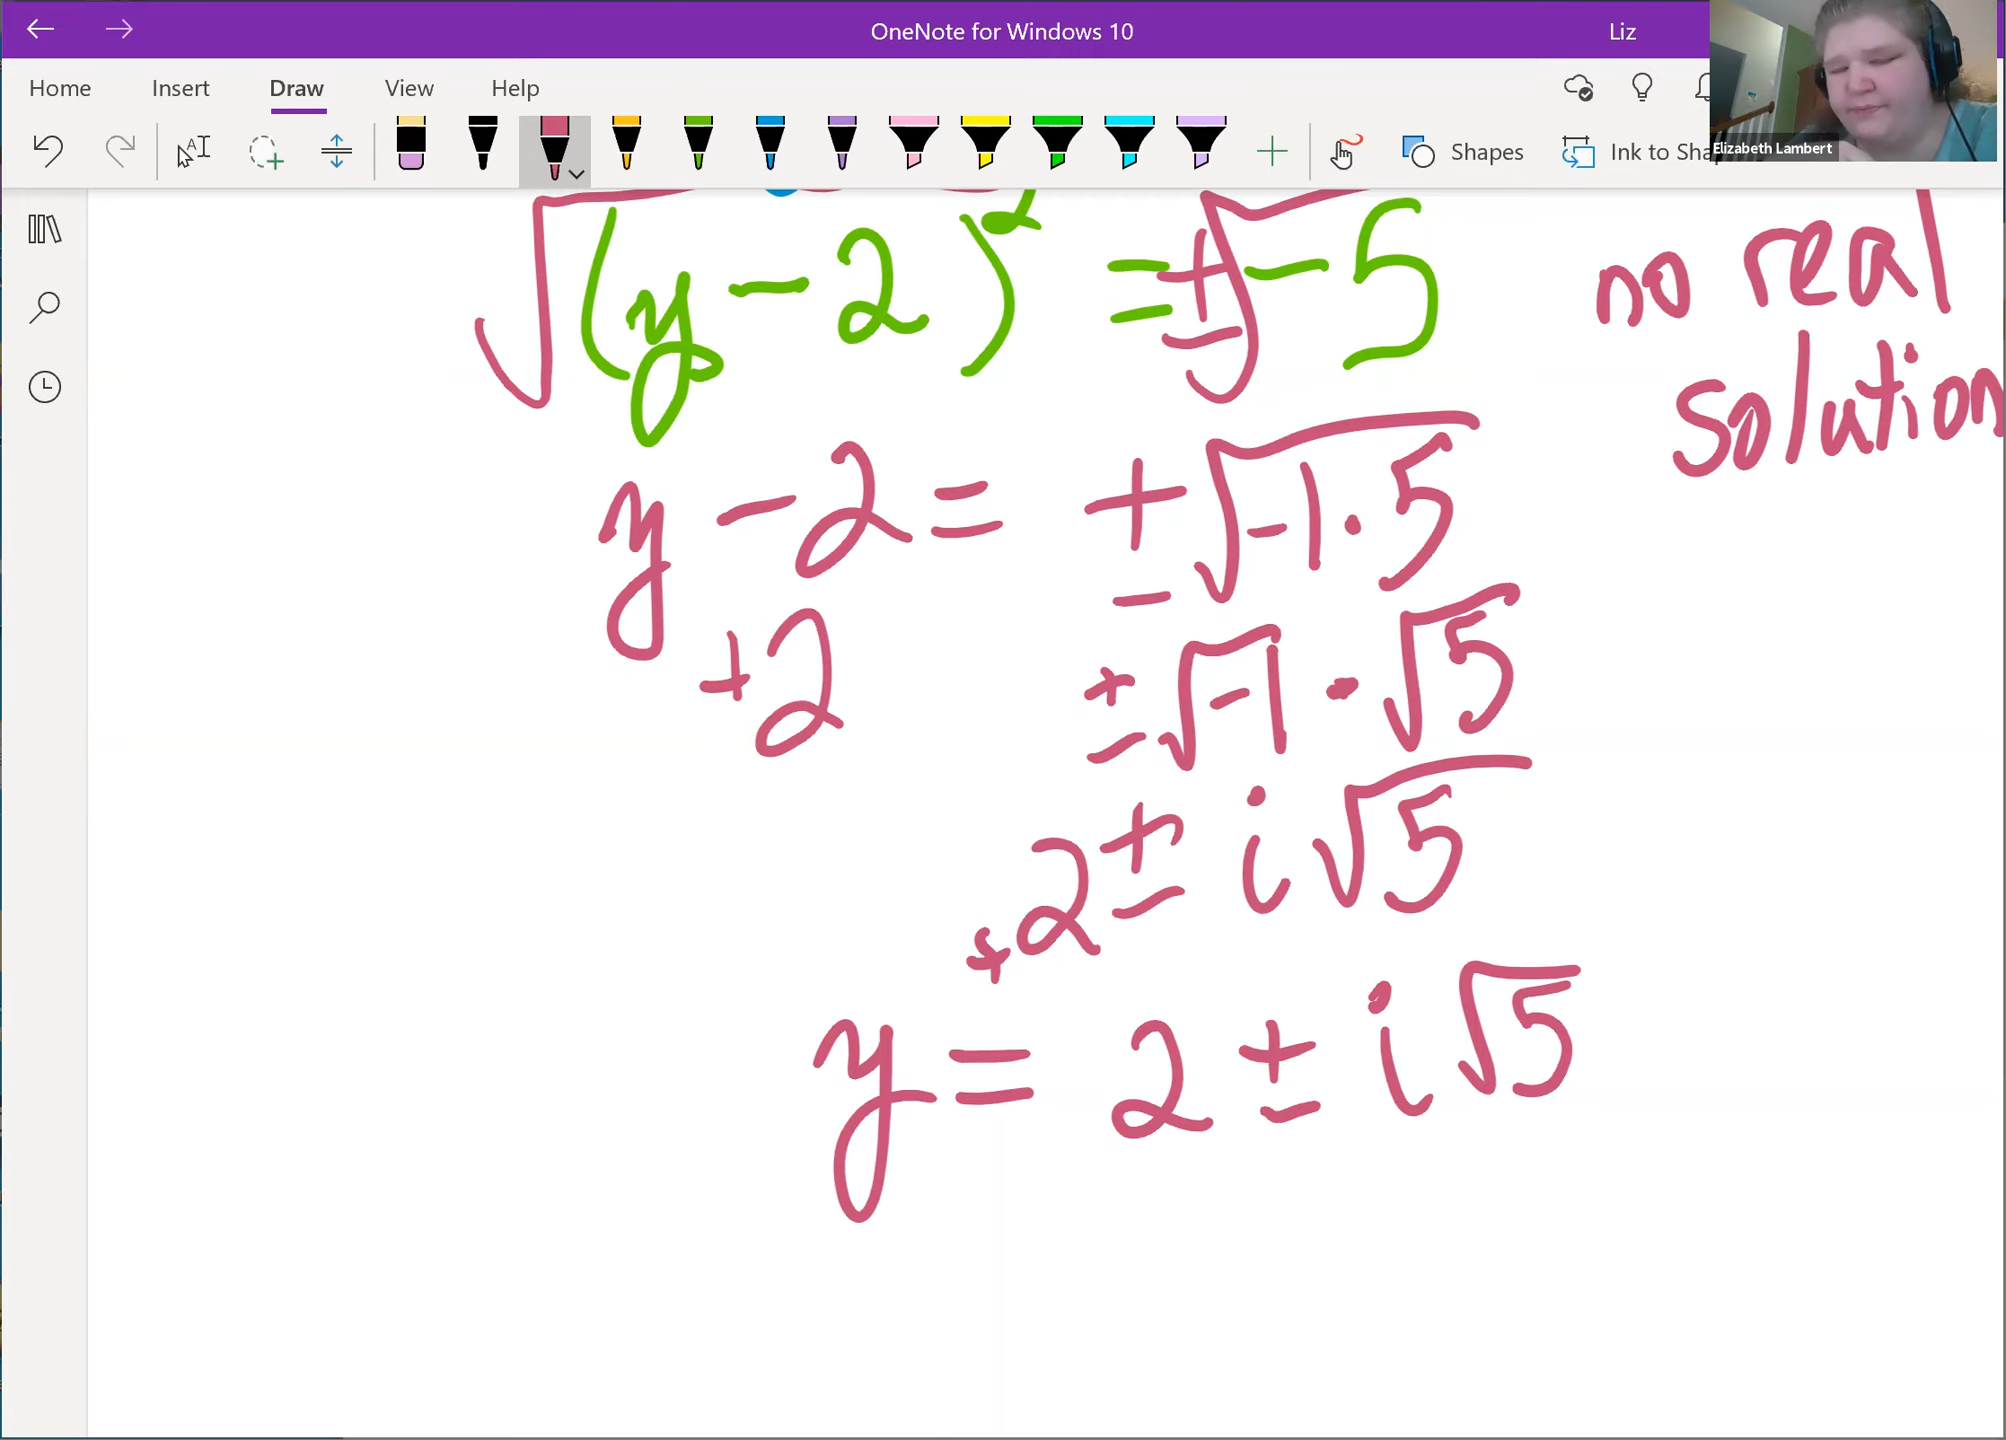 OneNote for Windows 10
Liz
Home Insert Draw View Help
Shapes
Ink to Sha
Elizabeth Lambert
√(y - 2)² = ±√-5
no real
solution
y - 2 = ±√-1·5
+2
±√-1 · √5
+2 ± i√5
y = 2 ± i√5